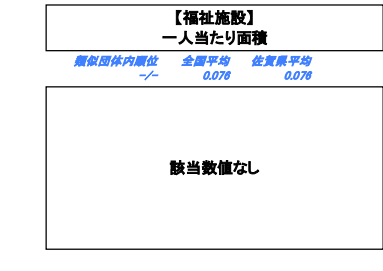 【福祉施設】
一人当たり面積
類似団体内順位 全国平均 佐賀県平均
-/- 0.076 0.076
該当数値なし